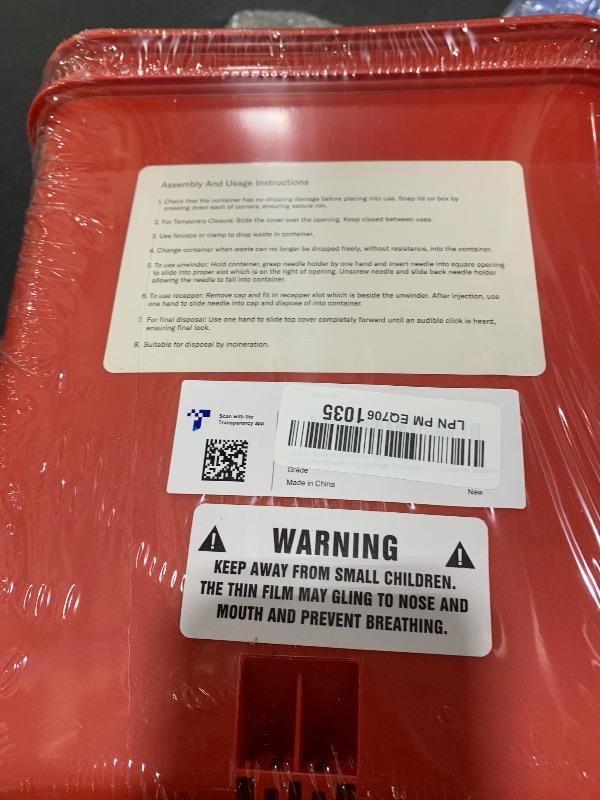 Assembly And Usage Instructions
1. Check that the container has no shipping damage before placing into use. Snap lid on box by
pressing down each of corners, ensuring secure rim.
2. For Temporary Closure: Slide the cover over the opening. Keep closed between uses.
3. Use forceps or clamp to drop waste in container.
4. Change container when waste can no longer be dropped freely, without resistance, into the container.
5. To use unwinder: Hold container, grasp needle holder by one hand and insert needle into square opening
to slide into proper slot which is on the right of opening. Unscrew needle and slide back needle holder
allowing the needle to fall into container.
6. To use recapper: Remove cap and fit in recapper slot which is beside the unwinder. After injection, use
one hand to slide needle into cap and dispose of into container.
7. For final disposal: Use one hand to slide top cover completely forward until an audible click is heard,
ensuring final lock.
8. Suitable for disposal by incineration.
Scan with the
Transparency app
LPN PM EQ7061035
Grade
Made in China
New
WARNING
KEEP AWAY FROM SMALL CHILDREN.
THE THIN FILM MAY GLING TO NOSE AND
MOUTH AND PREVENT BREATHING.